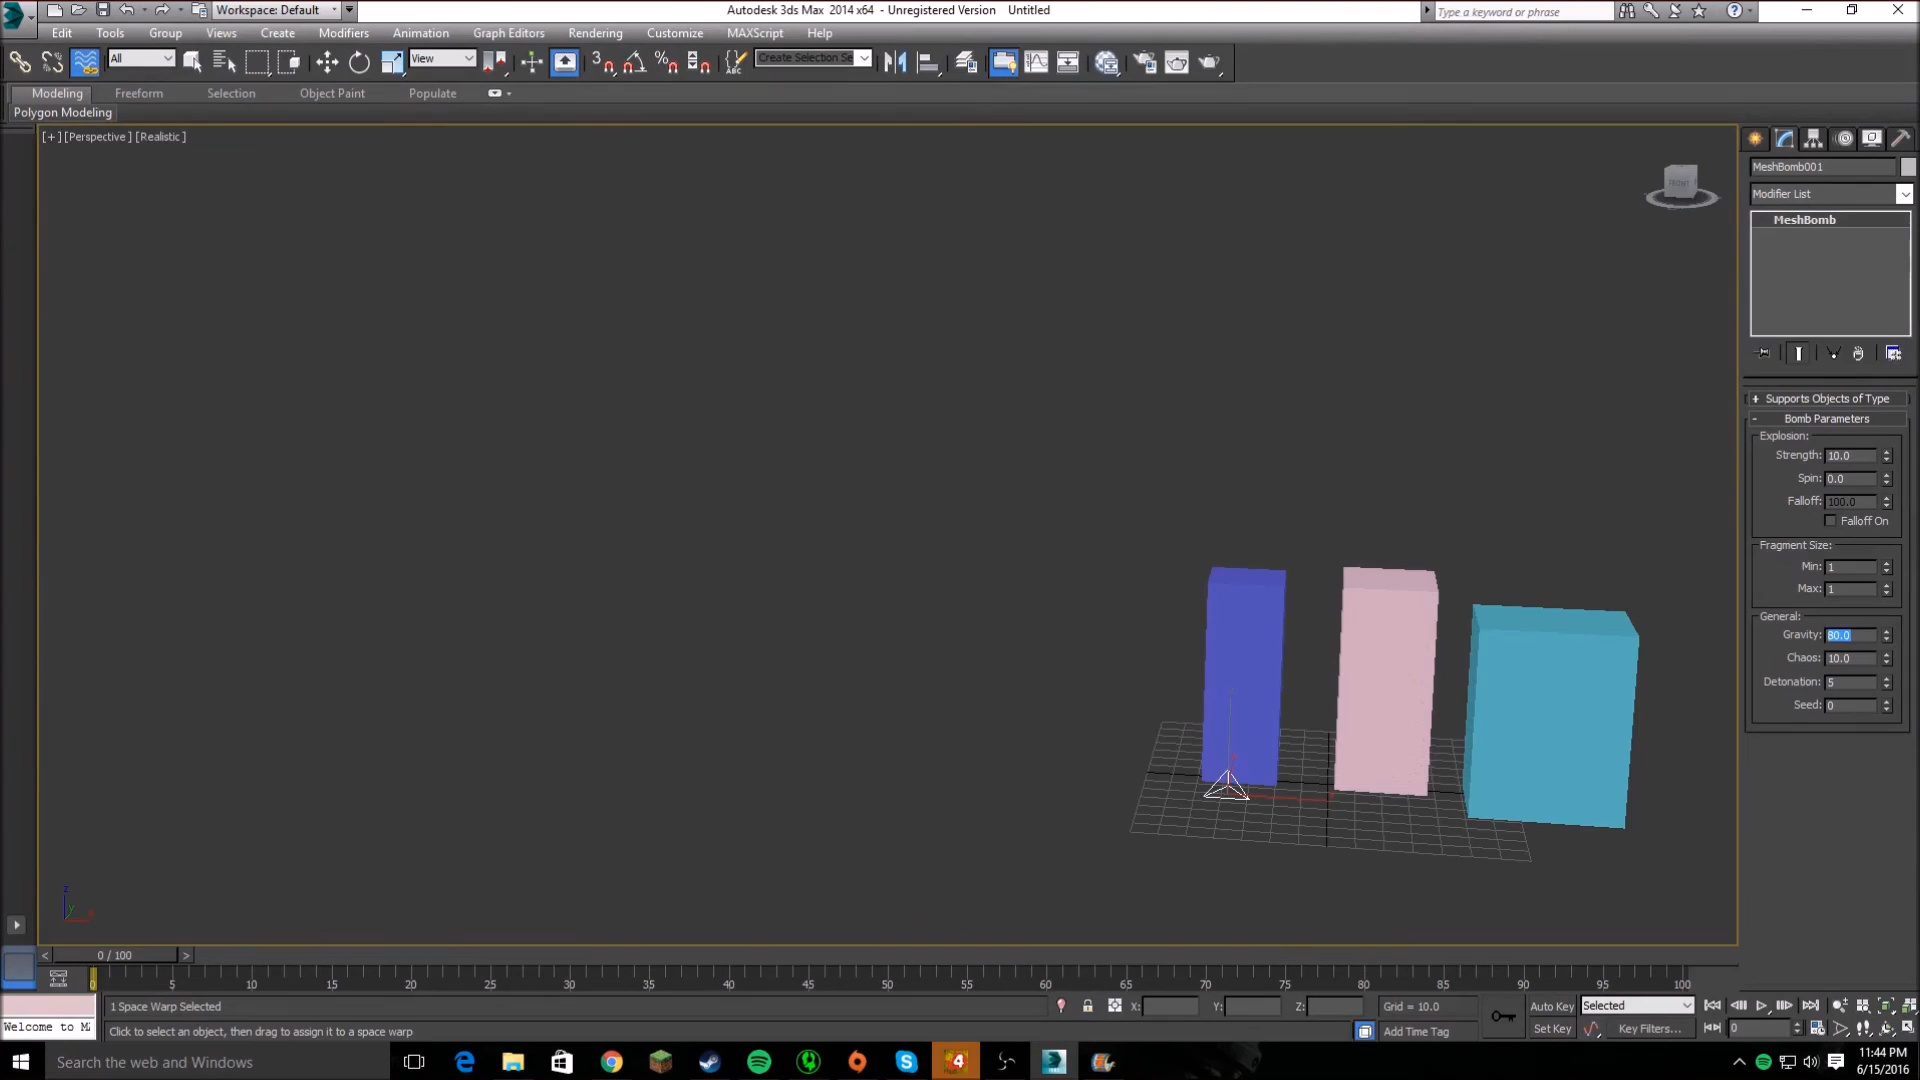 Workspace: Default
Autodesk 3ds Max 2014 x64 - Unregistered Version Untitled
Type a keyword or phrase
Edit Tools Group Views Create Modifiers Animation Graph Editors Rendering Customize MAXScript Help
All
View
Create Selection Se
Modeling Freeform Selection Object Paint Populate
Polygon Modeling
[+] [Perspective] [Realistic]
FRONT
MeshBomb001
Modifier List
MeshBomb
+ Supports Objects of Type
- Bomb Parameters
Explosion:
Strength: 10.0
Spin: 0.0
Falloff: 100.0
Falloff On
Fragment Size:
Min: 1
Max: 1
General:
Gravity: 80.0
Chaos: 10.0
Detonation: 5
Seed: 0
z
y
x
< 0 / 100 >
0 5 10 15 20 25 30 35 40 45 50 55 60 65 70 75 80 85 90 95 100
1 Space Warp Selected X: Y: Z: Grid = 10.0 Auto Key Selected
Welcome to MA Click to select an object, then drag to assign it to a space warp Add Time Tag Set Key Key Filters... 0
Search the web and Windows
11:44 PM
6/15/2016